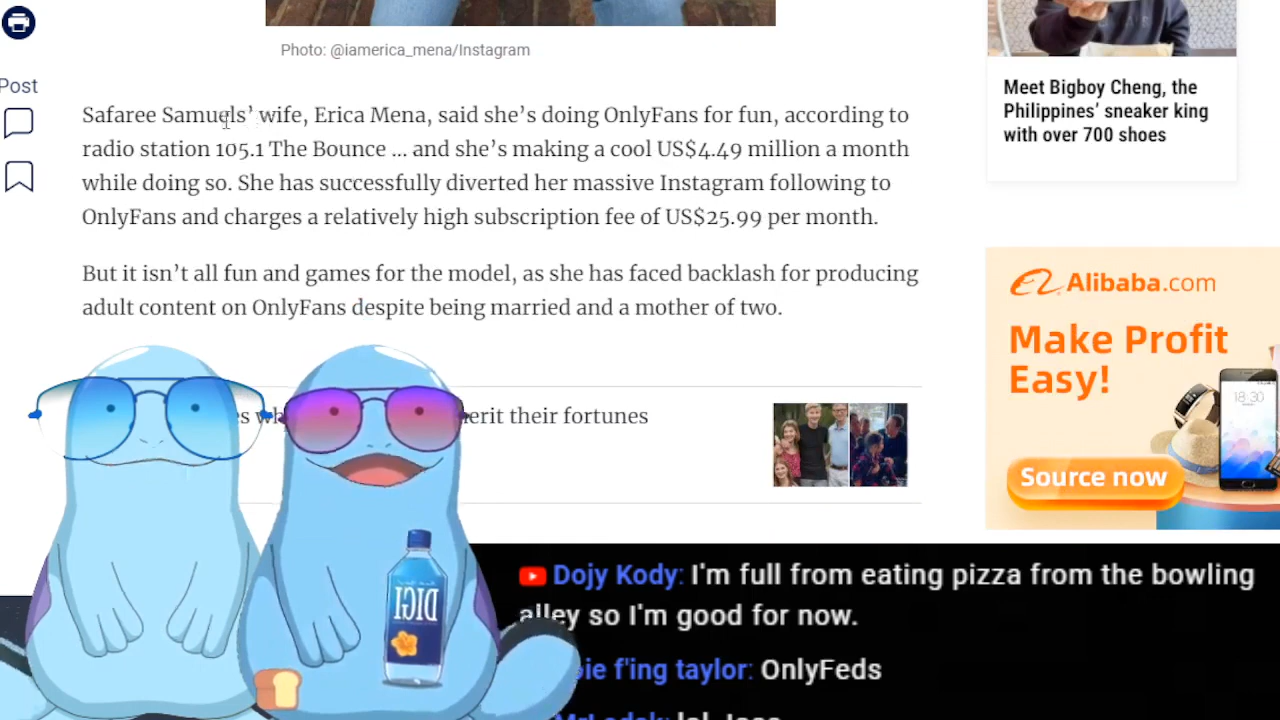 Photo: @iamerica_mena/Instagram
Post
Safaree Samuels’ wife, Erica Mena, said she’s doing OnlyFans for fun, according to
radio station 105.1 The Bounce ... and she’s making a cool US$4.49 million a month
while doing so. She has successfully diverted her massive Instagram following to
OnlyFans and charges a relatively high subscription fee of US$25.99 per month.
But it isn’t all fun and games for the model, as she has faced backlash for producing
adult content on OnlyFans despite being married and a mother of two.
their fortunes
Meet Bigboy Cheng, the
Philippines’ sneaker king
with over 700 shoes
Alibaba.com
Make Profit
Easy!
18:30
Source now
DIGI
Dojy Kody: I'm full from eating pizza from the bowling
alley so I'm good for now.
f'ing taylor: OnlyFeds